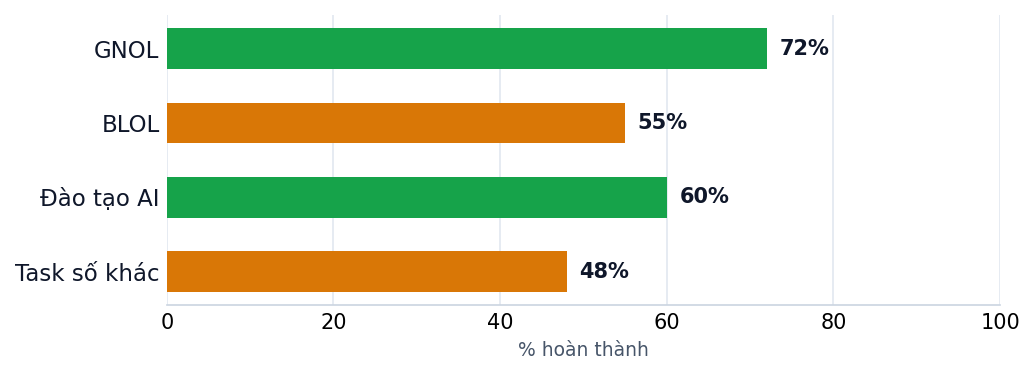 GNOL
72%
BLOL
55%
Đào tạo AI
60%
Task số khác
48%
0 20 40 60 80 100
% hoàn thành